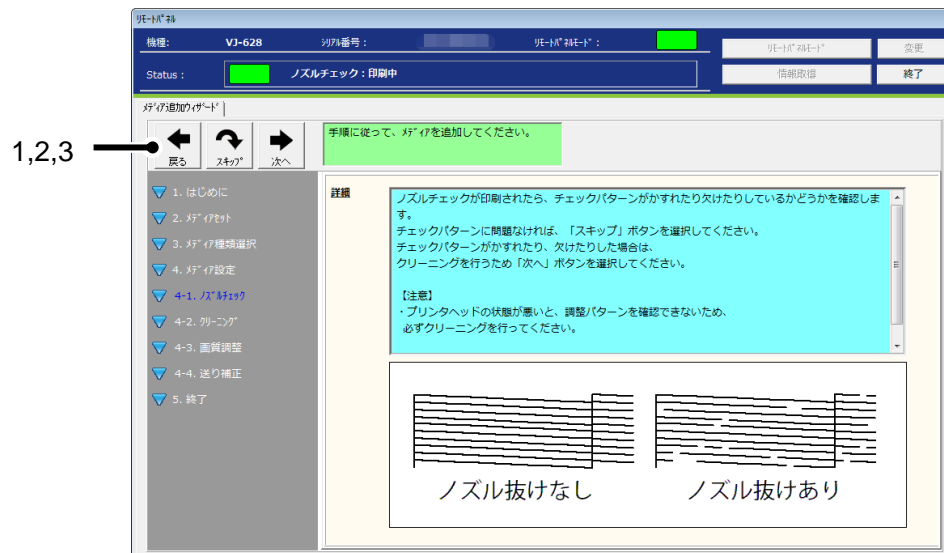 ﾘﾓｰﾄﾊﾟﾈﾙ
機種: VJ-628 ｼﾘｱﾙ番号： ﾘﾓｰﾄﾊﾟﾈﾙﾓｰﾄﾞ： ﾘﾓｰﾄﾊﾟﾈﾙﾓｰﾄﾞ 変更
Status： ノズルチェック：印刷中 情報取得 終了
ﾒﾃﾞｨｱ追加ｳｨｻﾞｰﾄﾞ
1,2,3
戻る ｽｷｯﾌﾟ 次へ
手順に従って、ﾒﾃﾞｨｱを追加してください。
1. はじめに
2. ﾒﾃﾞｨｱｾｯﾄ
3. ﾒﾃﾞｨｱ種類選択
4. ﾒﾃﾞｨｱ設定
4-1. ﾉｽﾞﾙﾁｪｯｸ
4-2. ｸﾘｰﾆﾝｸﾞ
4-3. 画質調整
4-4. 送り補正
5. 終了
詳細
ノズルチェックが印刷されたら、チェックパターンがかすれたり欠けたりしているかどうかを確認しま
す。
チェックパターンに問題なければ、「スキップ」ボタンを選択してください。
チェックパターンがかすれたり、欠けたりした場合は、
クリーニングを行うため「次へ」ボタンを選択してください。
【注意】
・プリンタヘッドの状態が悪いと、調整パターンを確認できないため、
必ずクリーニングを行ってください。
ノズル抜けなし ノズル抜けあり